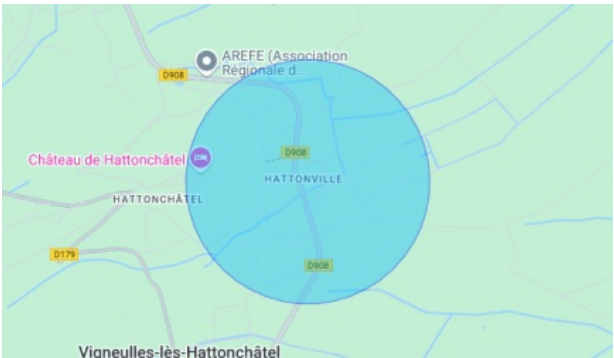 AREFE (Association
Régionale d...
D908
Château de Hattonchâtel
D908
HATTONVILLE
HATTONCHÂTEL
D179
D908
Vigneulles-lès-Hattonchâtel